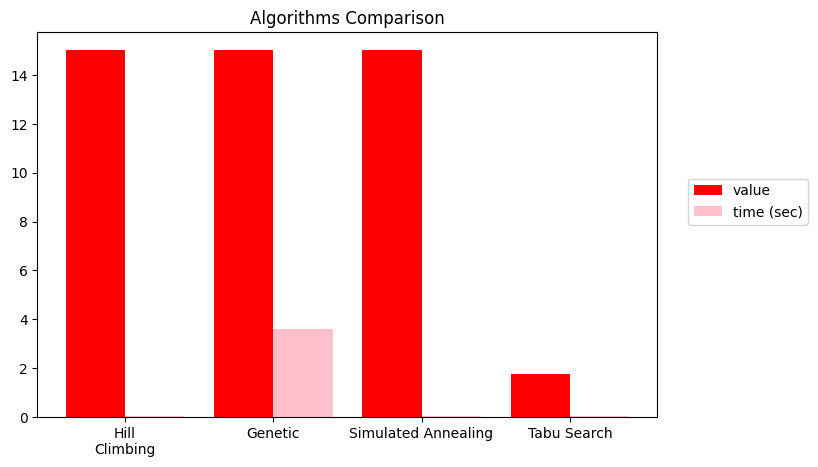 Algorithms Comparison
14
12
10
8
6
4
2
0
Hill
Climbing
Genetic
Simulated Annealing
Tabu Search
value
time (sec)